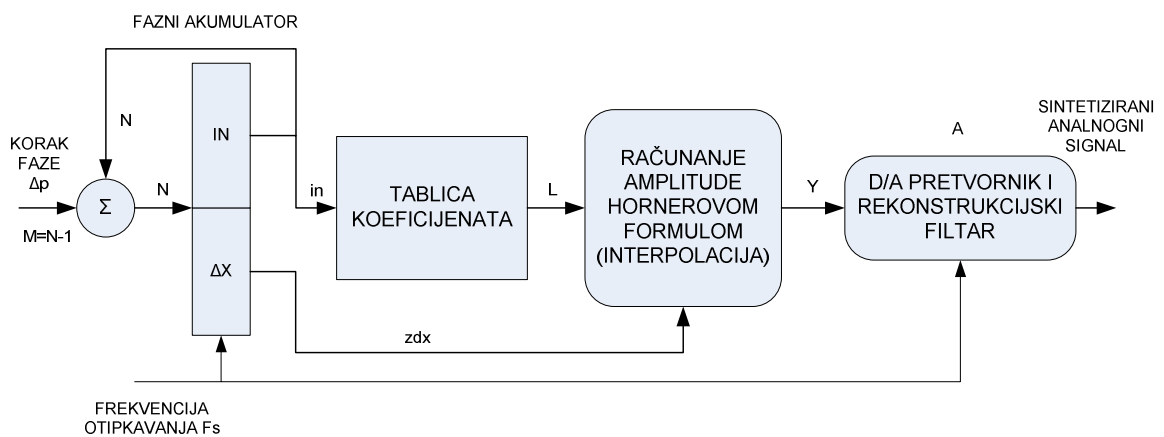 FAZNI AKUMULATOR
N
KORAK
FAZE
Δp
M=N-1
Σ
N
IN
ΔX
in
TABLICA
KOEFICIJENATA
L
RAČUNANJE
AMPLITUDE
HORNEROVOM
FORMULOM
(INTERPOLACIJA)
Y
A
D/A PRETVORNIK I
REKONSTRUKCIJSKI
FILTAR
SINTETIZIRANI
ANALNOGNI
SIGNAL
zdx
FREKVENCIJA
OTIPKAVANJA Fs